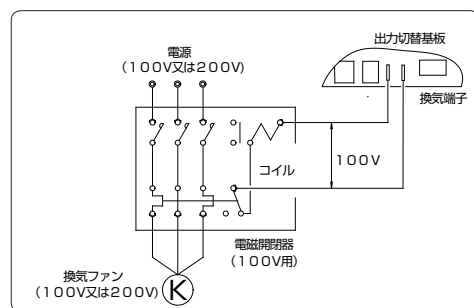 電源
(100V又は200V)
出力切替基板
換気端子
コイル
100V
電磁開閉器
(100V用)
換気ファン
(100V又は200V)
K